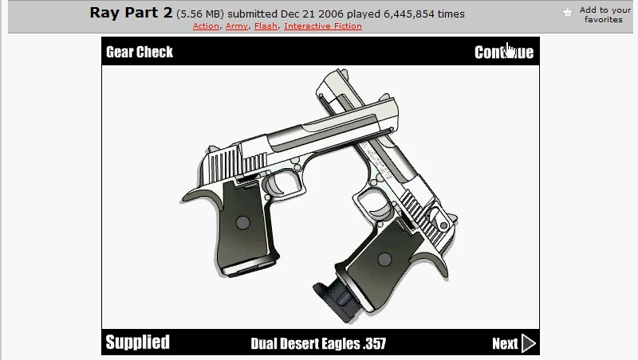 Ray Part 2 (5.56 MB) submitted Dec 21 2006 played 6,445,854 times
Action, Army, Flash, Interactive Fiction
Add to your
favorites
Gear Check
Continue
Supplied
Dual Desert Eagles .357
Next